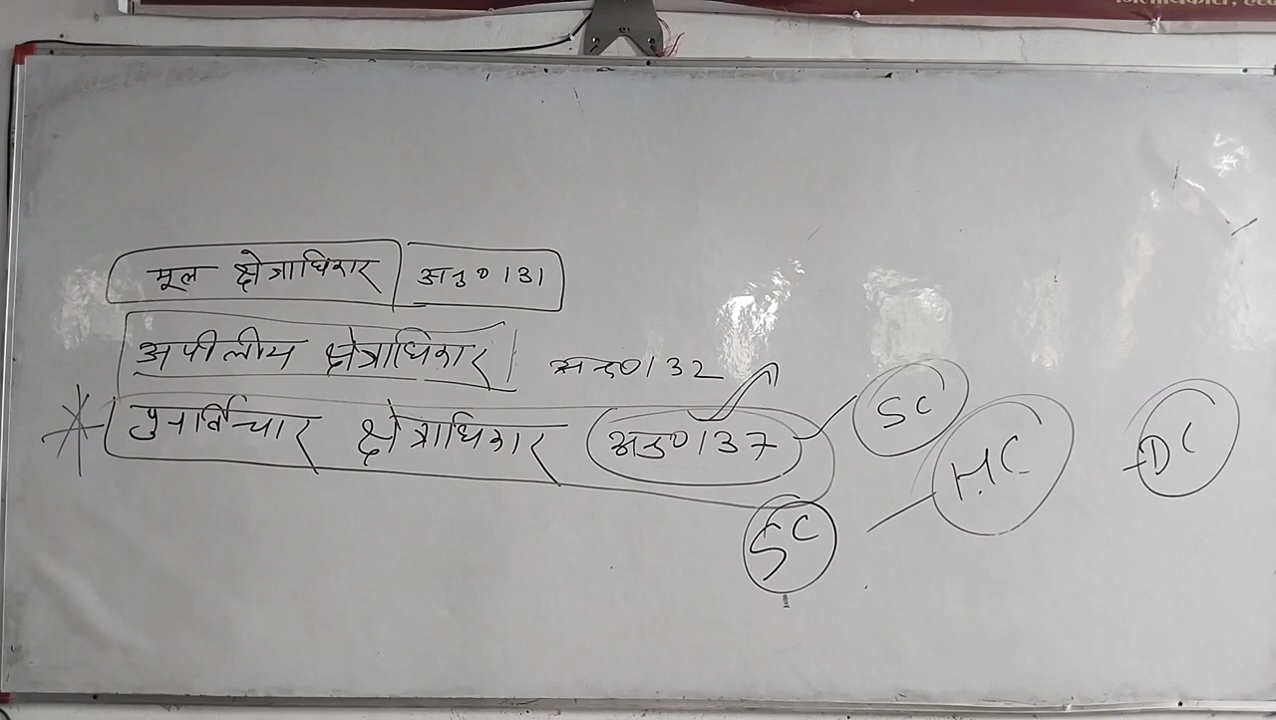 मूल क्षेत्राधिकार अनु० 131
अपीलीय क्षेत्राधिकार अनु० 132
पुनर्विचार क्षेत्राधिकार अनु० 137
SC
HC
DC
SC